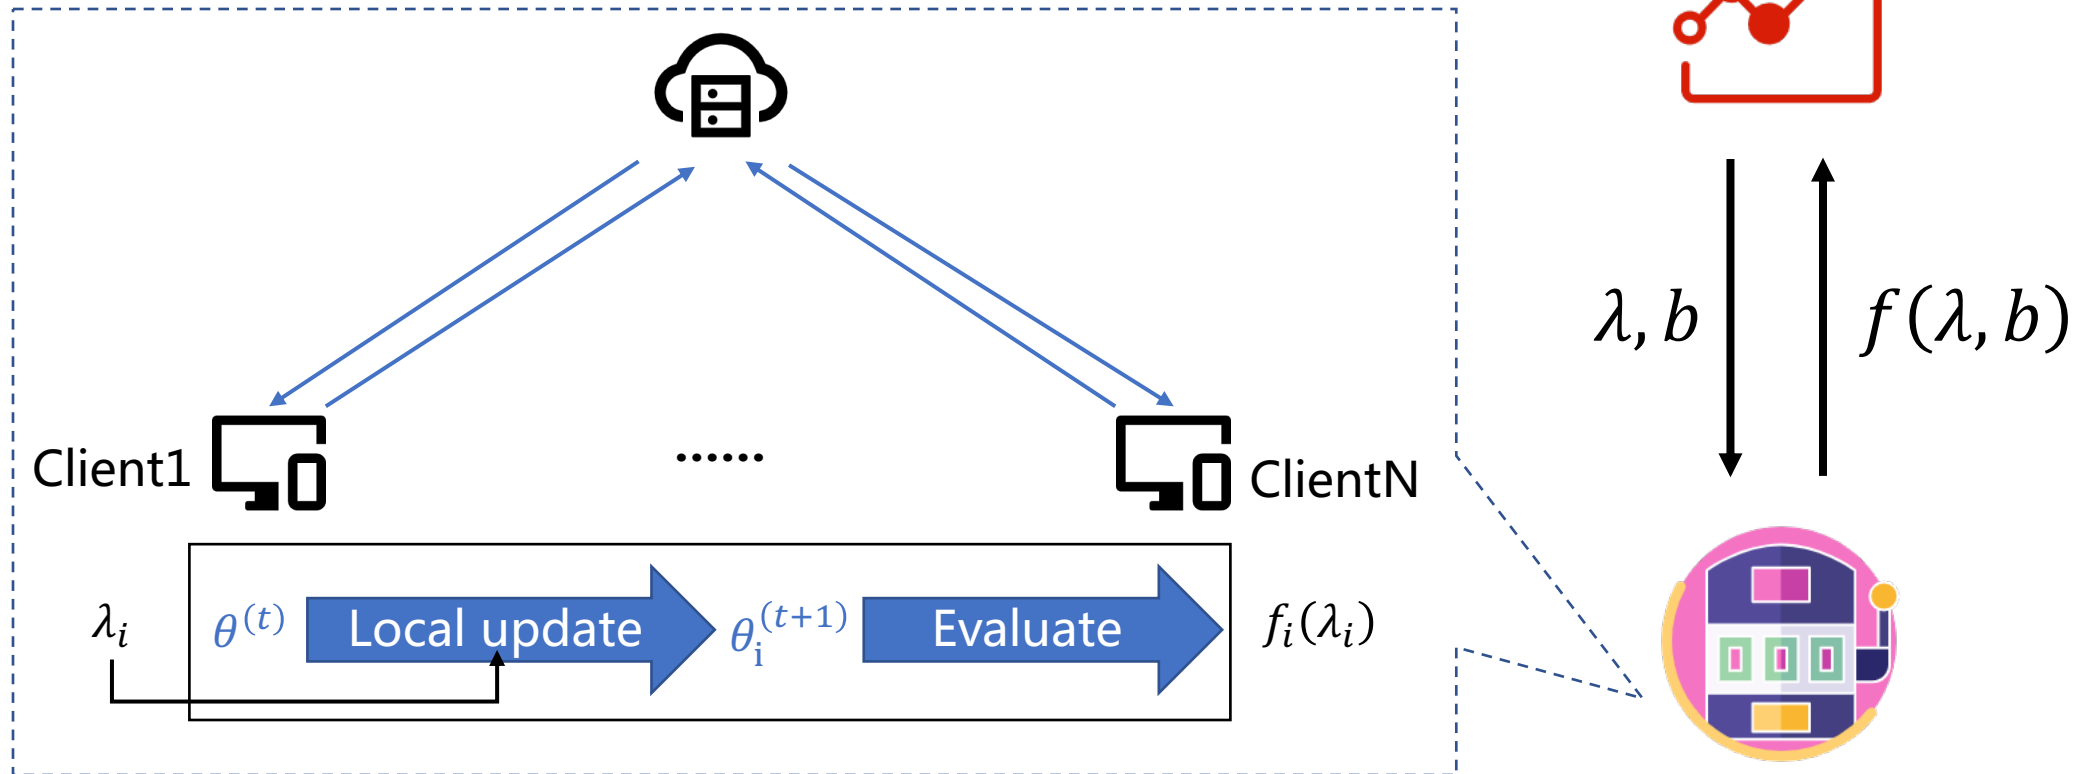 λ, b
f(λ, b)
Client1
......
ClientN
λᵢ
θ⁽ᵗ⁾
Local update
θᵢ⁽ᵗ⁺¹⁾
Evaluate
fᵢ(λᵢ)